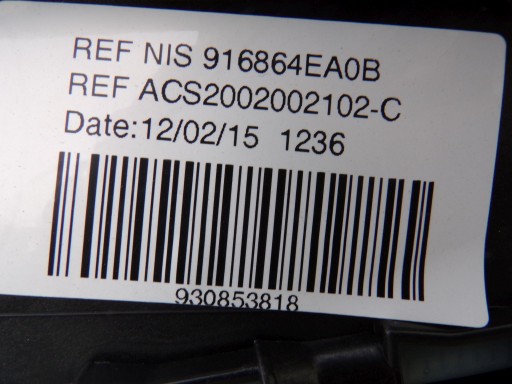 REF NIS 916864EA0B
REF ACS2002002102-C
Date:12/02/15 1236
930853818